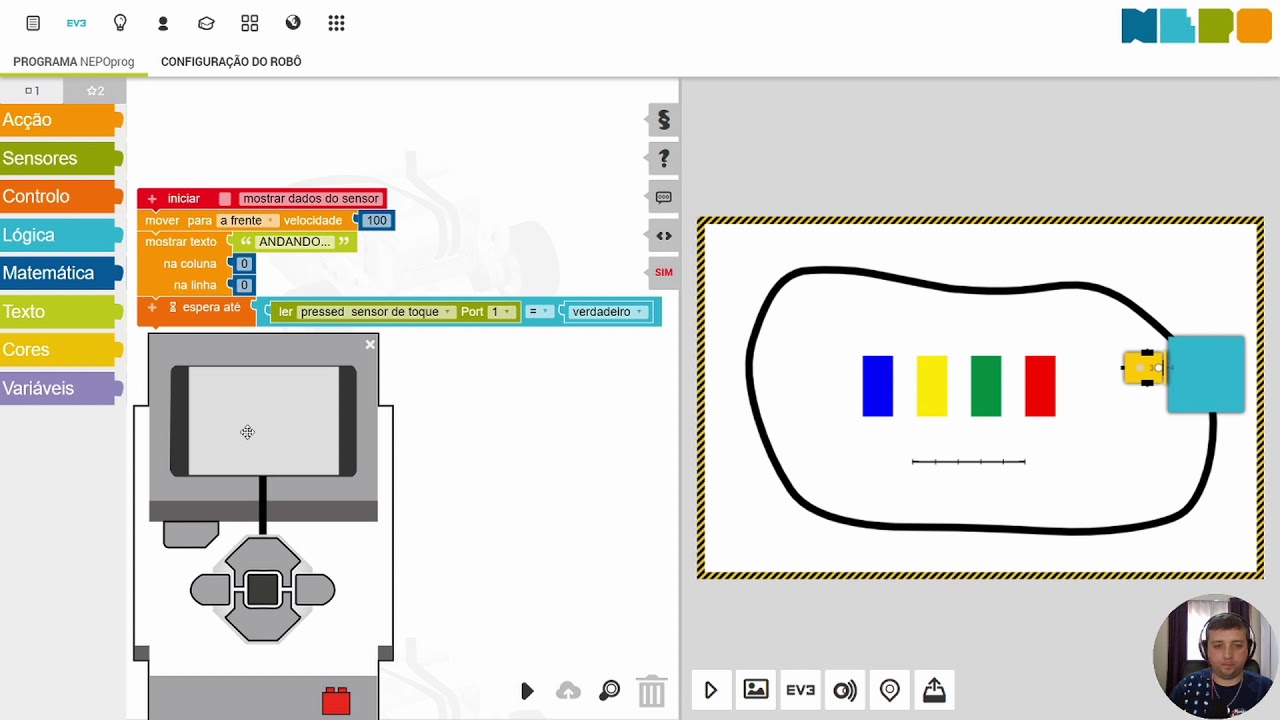 EV3
PROGRAMA NEPOprog
CONFIGURAÇÃO DO ROBÔ
1
2
Acção
Sensores
Controlo
Lógica
Matemática
Texto
Cores
Variáveis
+ iniciar mostrar dados do sensor
mover para a frente velocidade 100
mostrar texto “ ANDANDO... ”
na coluna 0
na linha 0
+ espera até ler pressed sensor de toque Port 1 = verdadeiro
SIM
EV3